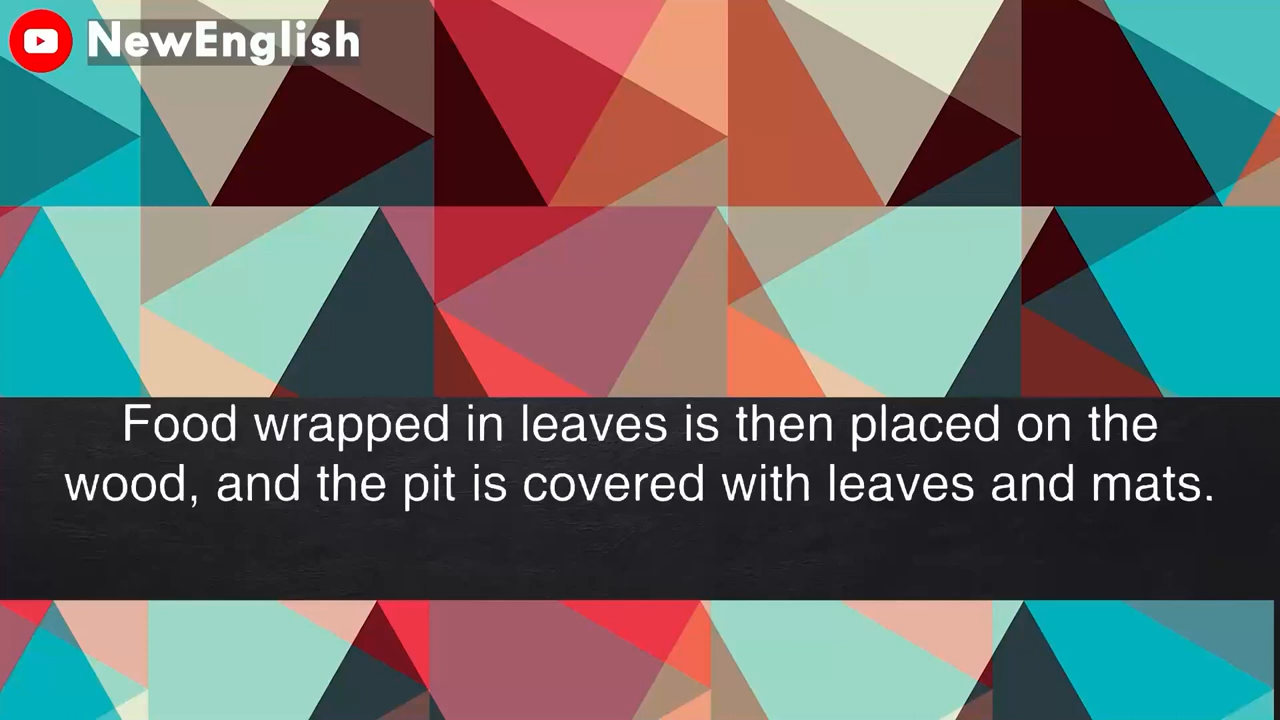 NewEnglish
Food wrapped in leaves is then placed on the
wood, and the pit is covered with leaves and mats.